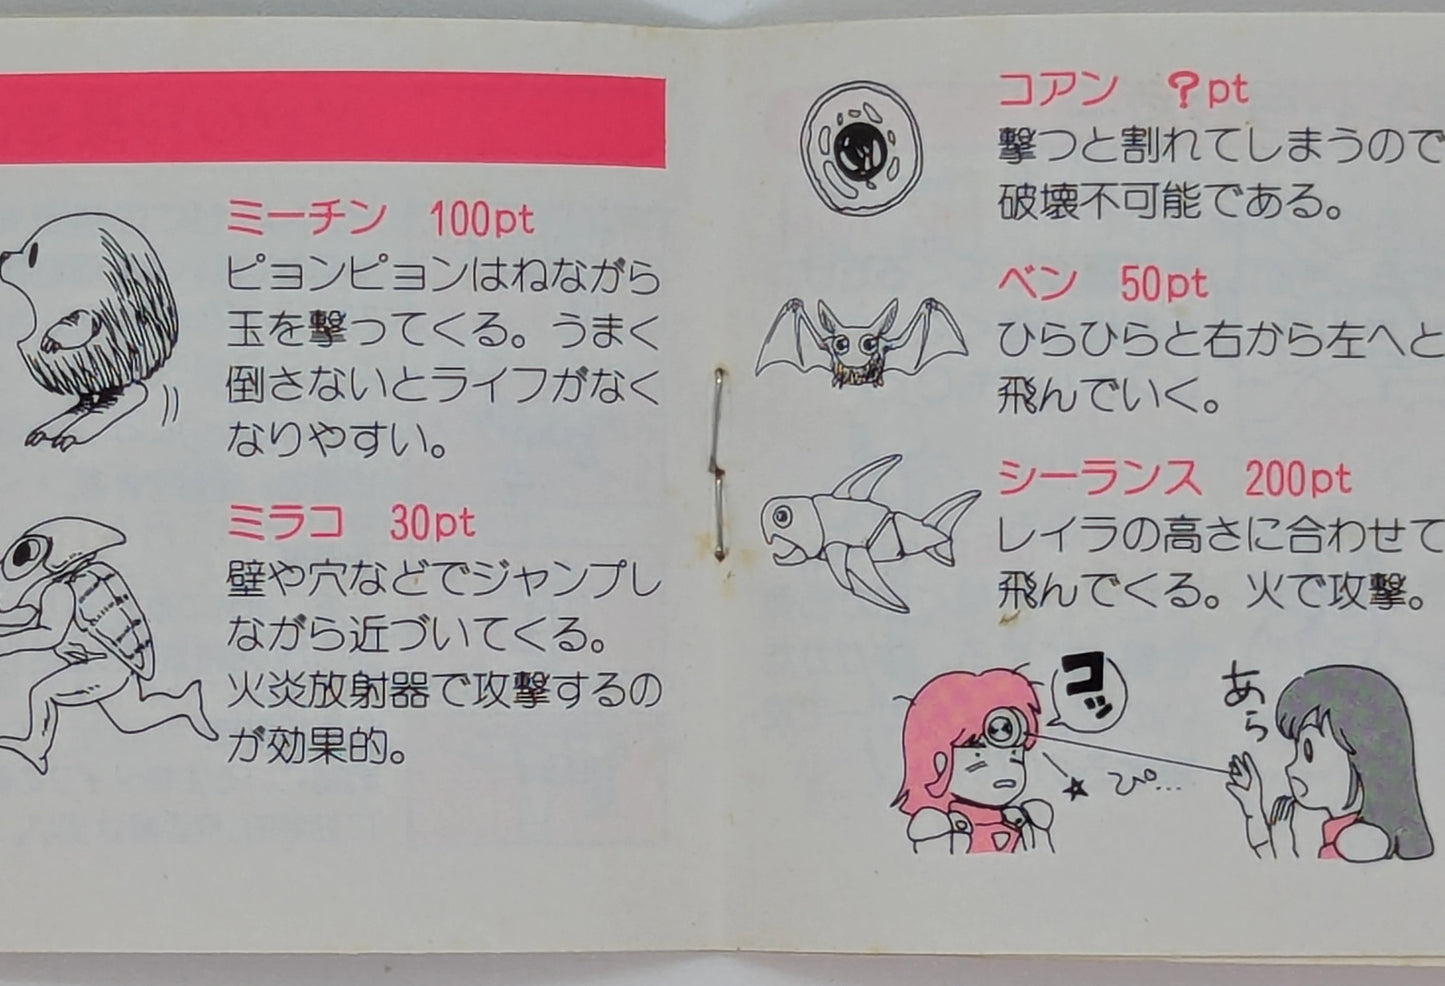 ミーチン　100pt
ピョンピョンはねながら
玉を撃ってくる。うまく
倒さないとライフがなく
なりやすい。
ミラコ　30pt
壁や穴などでジャンプし
ながら近づいてくる。
火炎放射器で攻撃するの
が効果的。
コアン　?pt
撃つと割れてしまうので
破壊不可能である。
ベン　50pt
ひらひらと右から左へと
飛んでいく。
シーランス　200pt
レイラの高さに合わせて
飛んでくる。火で攻撃。
コッ
あら
ぴ…